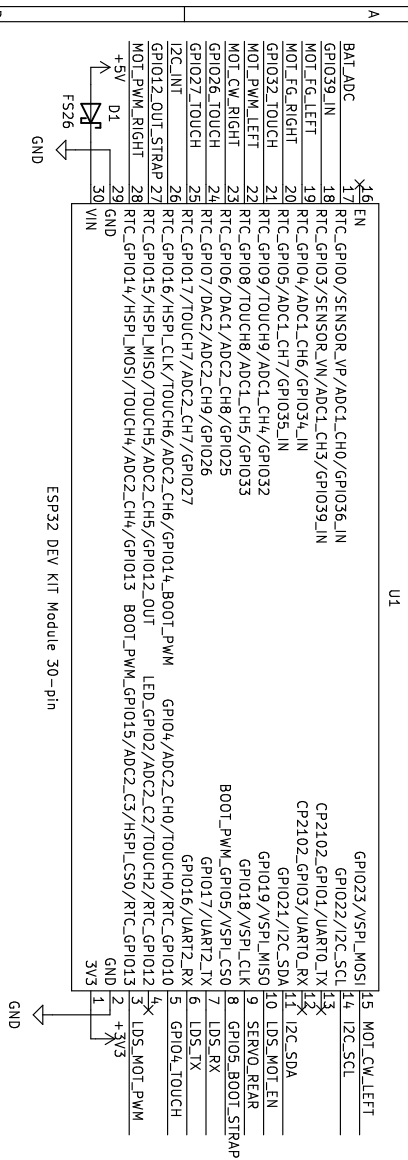 A
U1
16 EN
GPIO23/VSPI_MOSI 15 MOT_CW_LEFT
BAT_ADC 17 RTC_GPIO0/SENSOR_VP/ADC1_CH0/GPIO36_IN
GPIO22/I2C_SCL 14 I2C_SCL
GPIO39_IN 18 RTC_GPIO3/SENSOR_VN/ADC1_CH3/GPIO39_IN
CP2102_GPIO1/UART0_TX 13
MOT_FG_LEFT 19 RTC_GPIO4/ADC1_CH6/GPIO34_IN
CP2102_GPIO3/UART0_RX 12
MOT_FG_RIGHT 20 RTC_GPIO5/ADC1_CH7/GPIO35_IN
GPIO21/I2C_SDA 11 I2C_SDA
GPIO32_TOUCH 21 RTC_GPIO9/TOUCH9/ADC1_CH4/GPIO32
GPIO19/VSPI_MISO 10 LDS_MOT_EN
MOT_PWM_LEFT 22 RTC_GPIO8/TOUCH8/ADC1_CH5/GPIO33
GPIO18/VSPI_CLK 9 SERVO_REAR
MOT_CW_RIGHT 23 RTC_GPIO6/DAC1/ADC2_CH8/GPIO25
BOOT_PWM_GPIO5/VSPI_CS0 8 GPIO5_BOOT_STRAP
GPIO26_TOUCH 24 RTC_GPIO7/DAC2/ADC2_CH9/GPIO26
GPIO17/UART2_TX 7 LDS_RX
GPIO27_TOUCH 25 RTC_GPIO17/TOUCH7/ADC2_CH7/GPIO27
GPIO16/UART2_RX 6 LDS_TX
I2C_INT 26 RTC_GPIO16/HSPI_CLK/TOUCH6/ADC2_CH6/GPIO14_BOOT_PWM
GPIO4/ADC2_CH0/TOUCH0/RTC_GPIO10 5 GPIO4_TOUCH
GPIO12_OUT_STRAP 27 RTC_GPIO15/HSPI_MISO/TOUCH5/ADC2_CH5/GPIO12_OUT
LED_GPIO2/ADC2_C2/TOUCH2/RTC_GPIO12 4
MOT_PWM_RIGHT 28 RTC_GPIO14/HSPI_MOSI/TOUCH4/ADC2_CH4/GPIO13
BOOT_PWM_GPIO15/ADC2_C3/HSPI_CS0/RTC_GPIO13 3 LDS_MOT_PWM
29 GND
GND 2
+5V 30 VIN
3V3 1 +3V3
D1
FS26
GND
GND
ESP32 DEV KIT Module 30-pin